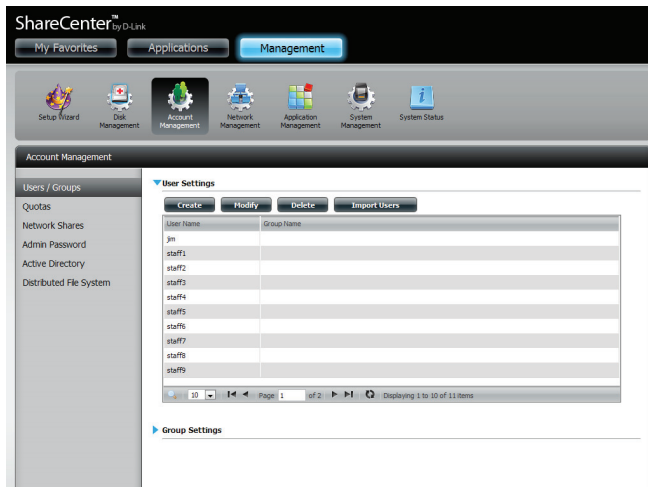 ShareCenter™ by D-Link
My Favorites
Applications
Management
Setup Wizard
Disk Management
Account Management
Network Management
Application Management
System Management
System Status
Account Management
Users / Groups
Quotas
Network Shares
Admin Password
Active Directory
Distributed File System
User Settings
Create
Modify
Delete
Import Users
User Name
Group Name
jim
staff1
staff2
staff3
staff4
staff5
staff6
staff7
staff8
staff9
10
Page 1 of 2
Displaying 1 to 10 of 11 items
Group Settings